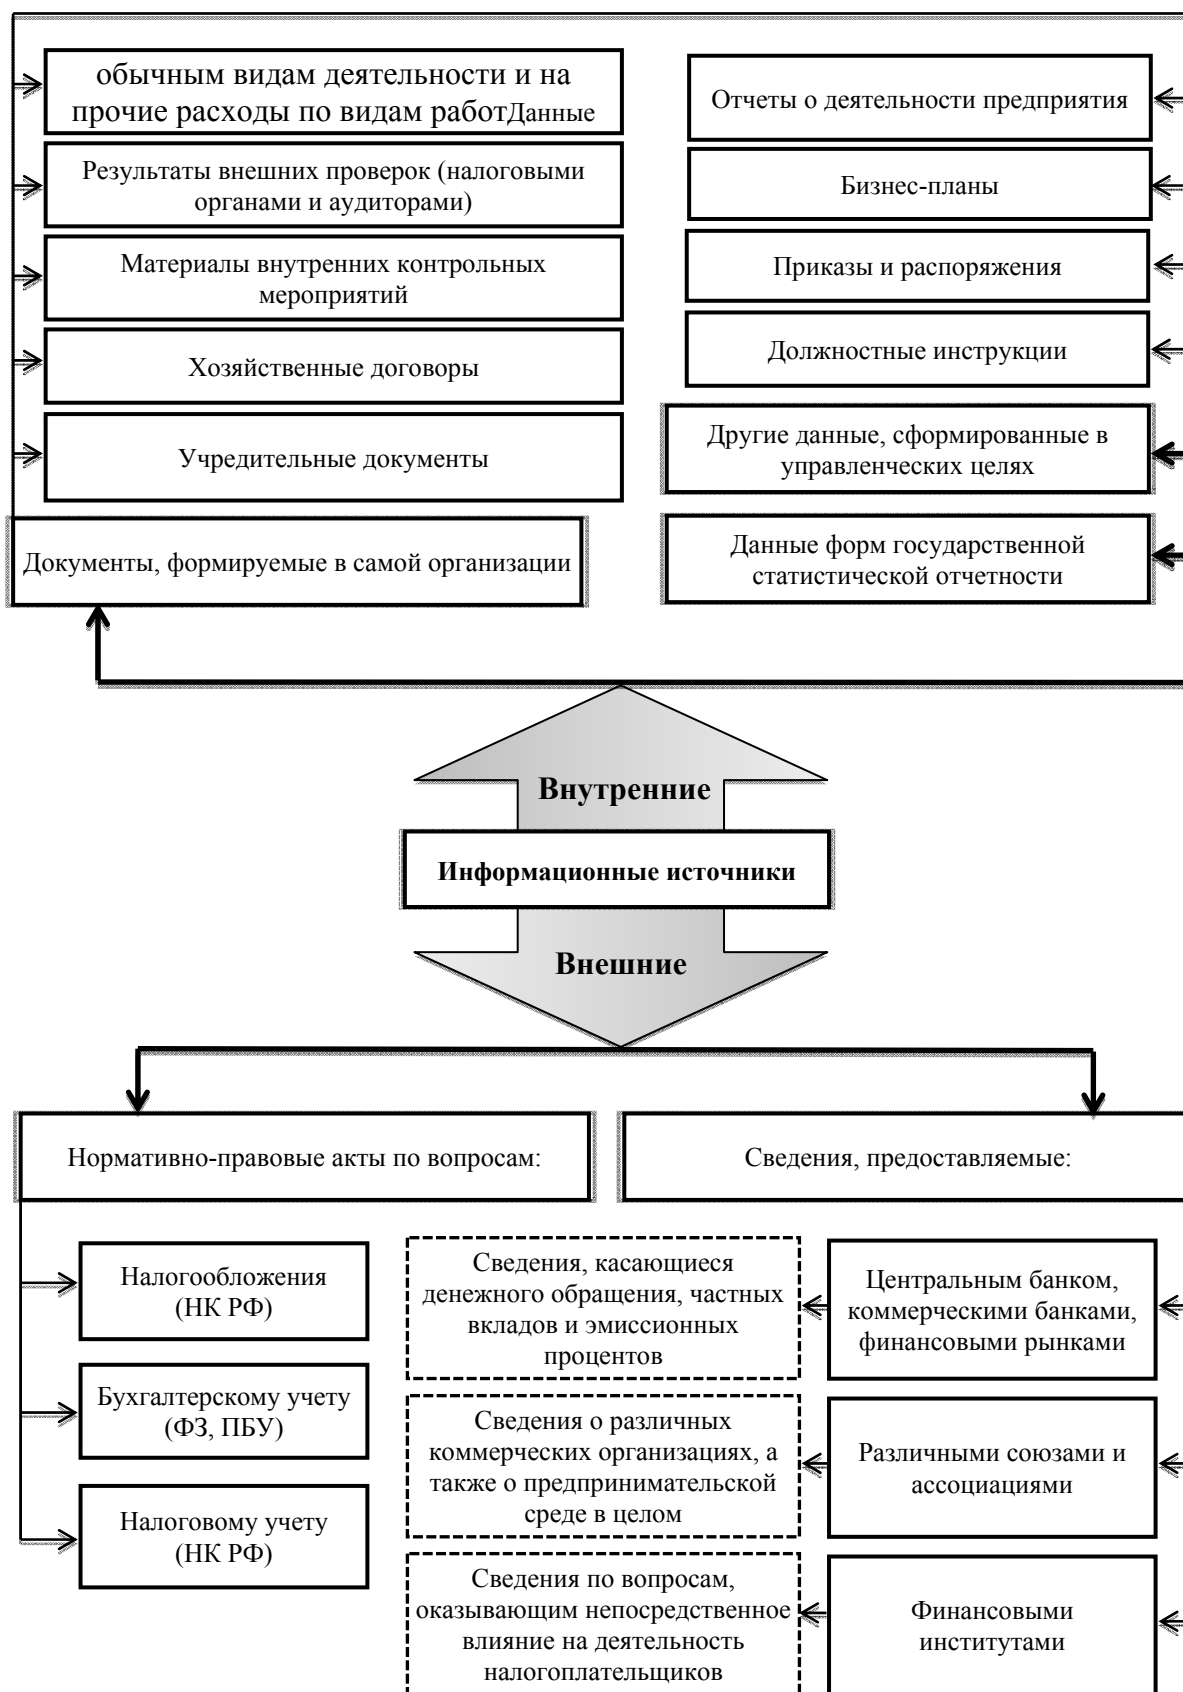 обычным видам деятельности и на
прочие расходы по видам работДанные
Результаты внешних проверок (налоговыми
органами и аудиторами)
Материалы внутренних контрольных
мероприятий
Хозяйственные договоры
Учредительные документы
Документы, формируемые в самой организации
Отчеты о деятельности предприятия
Бизнес-планы
Приказы и распоряжения
Должностные инструкции
Другие данные, сформированные в
управленческих целях
Данные форм государственной
статистической отчетности
Внутренние
Информационные источники
Внешние
Нормативно-правовые акты по вопросам:
Сведения, предоставляемые:
Налогообложения
(НК РФ)
Бухгалтерскому учету
(ФЗ, ПБУ)
Налоговому учету
(НК РФ)
Сведения, касающиеся
денежного обращения, частных
вкладов и эмиссионных
процентов
Центральным банком,
коммерческими банками,
финансовыми рынками
Сведения о различных
коммерческих организациях, а
также о предпринимательской
среде в целом
Различными союзами и
ассоциациями
Сведения по вопросам,
оказывающим непосредственное
влияние на деятельность
налогоплательщиков
Финансовыми
институтами